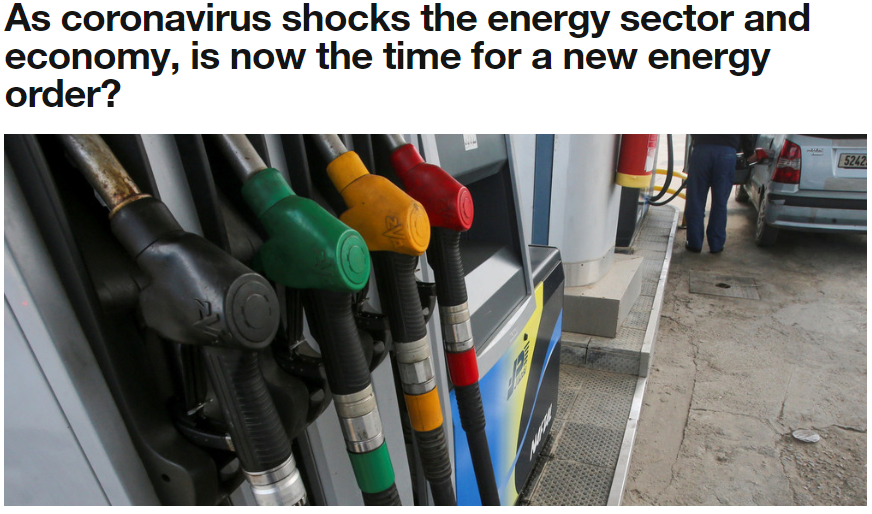 As coronavirus shocks the energy sector and
economy, is now the time for a new energy
order?